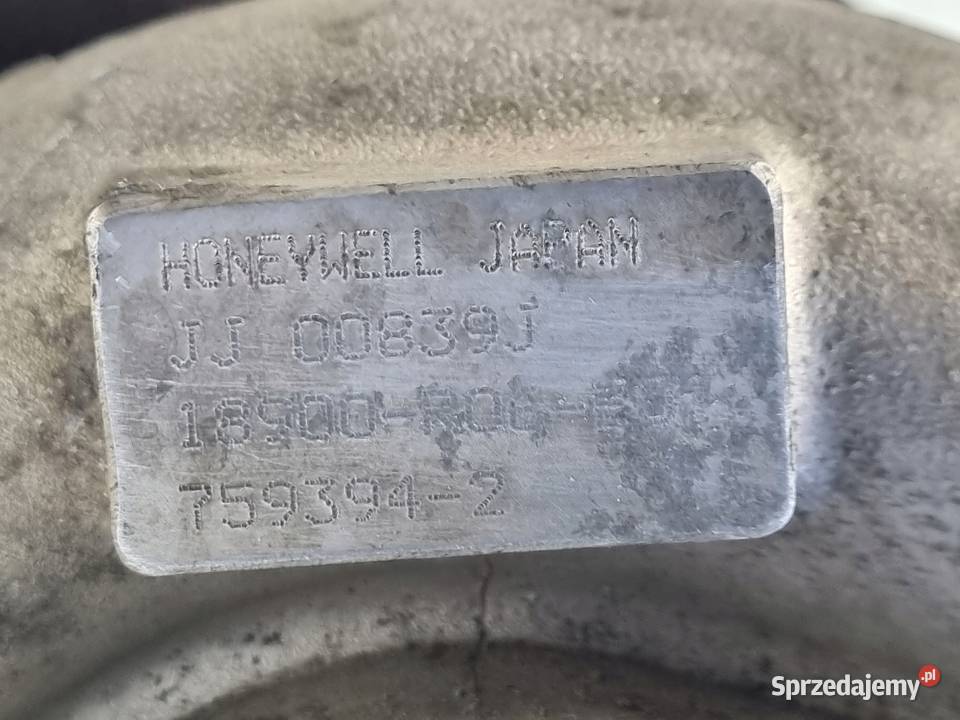 HONEYWELL JAPAN
JJ 00839J
759394-2
Sprzedajemy.pl